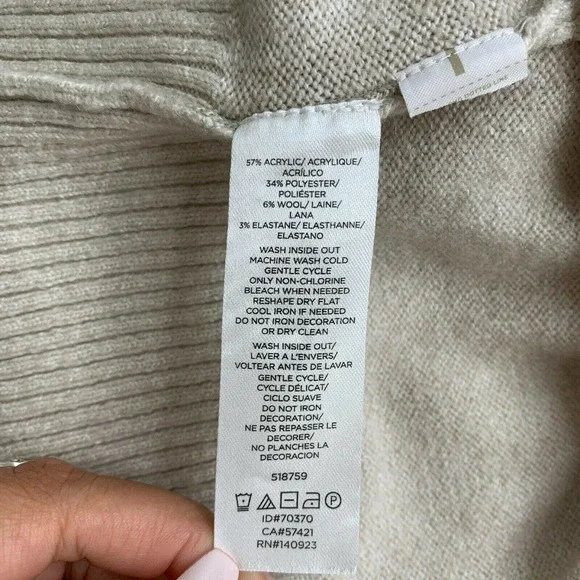 DOTTED LINE
57% ACRYLIC/ ACRYLIQUE/
ACRÍLICO
34% POLYESTER/
POLIÉSTER
6% WOOL/ LAINE/
LANA
3% ELASTANE/ ELASTHANNE/
ELASTANO
WASH INSIDE OUT
MACHINE WASH COLD
GENTLE CYCLE
ONLY NON-CHLORINE
BLEACH WHEN NEEDED
RESHAPE DRY FLAT
COOL IRON IF NEEDED
DO NOT IRON DECORATION
OR DRY CLEAN
WASH INSIDE OUT/
LAVER A L'ENVERS/
VOLTEAR ANTES DE LAVAR
GENTLE CYCLE/
CYCLE DÉLICAT/
CICLO SUAVE
DO NOT IRON
DECORATION/
NE PAS REPASSER LE
DECORER/
NO PLANCHES LA
DECORACION
518759
ID#70370
CA#57421
RN#140923